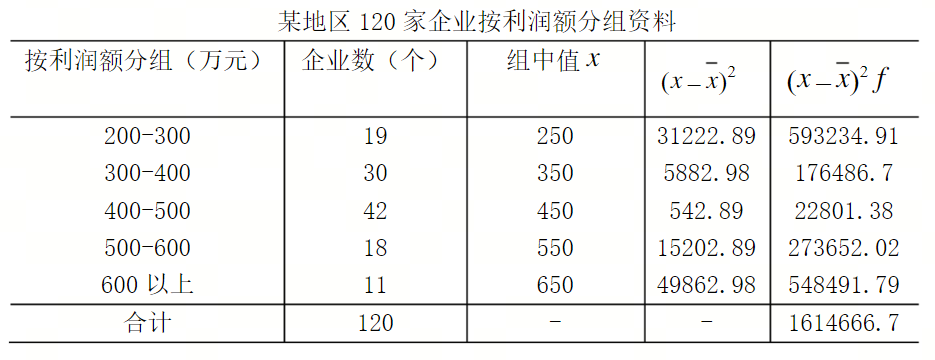 某地区 120 家企业按利润额分组资料
按利润额分组（万元） 企业数（个） 组中值 x (x－x̅)² (x－x̅)² f
200-300 19 250 31222.89 593234.91
300-400 30 350 5882.98 176486.7
400-500 42 450 542.89 22801.38
500-600 18 550 15202.89 273652.02
600 以上 11 650 49862.98 548491.79
合计 120 - - 1614666.7